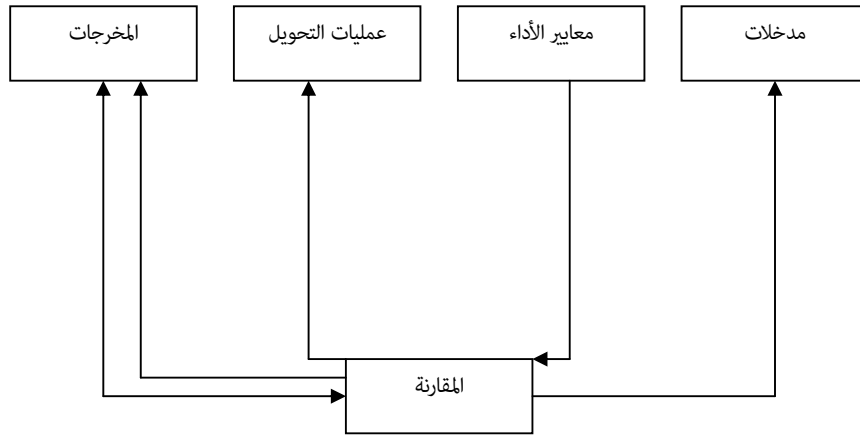 مدخلات
معايير الأداء
عمليات التحويل
المخرجات
المقارنة